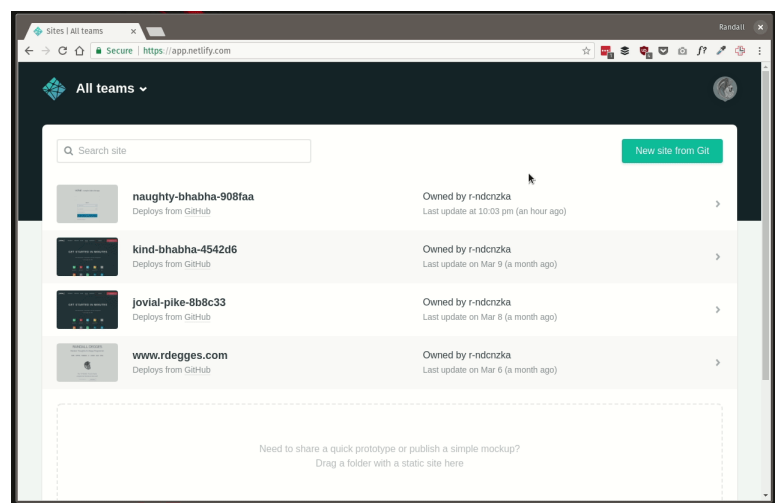 Sites | All teams
Randall
Secure | https://app.netlify.com
f?
All teams
Search site
New site from Git
naughty-bhabha-908faa
Owned by r-ndcnzka
Deploys from GitHub
Last update at 10:03 pm (an hour ago)
kind-bhabha-4542d6
Owned by r-ndcnzka
Deploys from GitHub
Last update on Mar 9 (a month ago)
jovial-pike-8b8c33
Owned by r-ndcnzka
Deploys from GitHub
Last update on Mar 8 (a month ago)
www.rdegges.com
Owned by r-ndcnzka
Deploys from GitHub
Last update on Mar 6 (a month ago)
Need to share a quick prototype or publish a simple mockup?
Drag a folder with a static site here